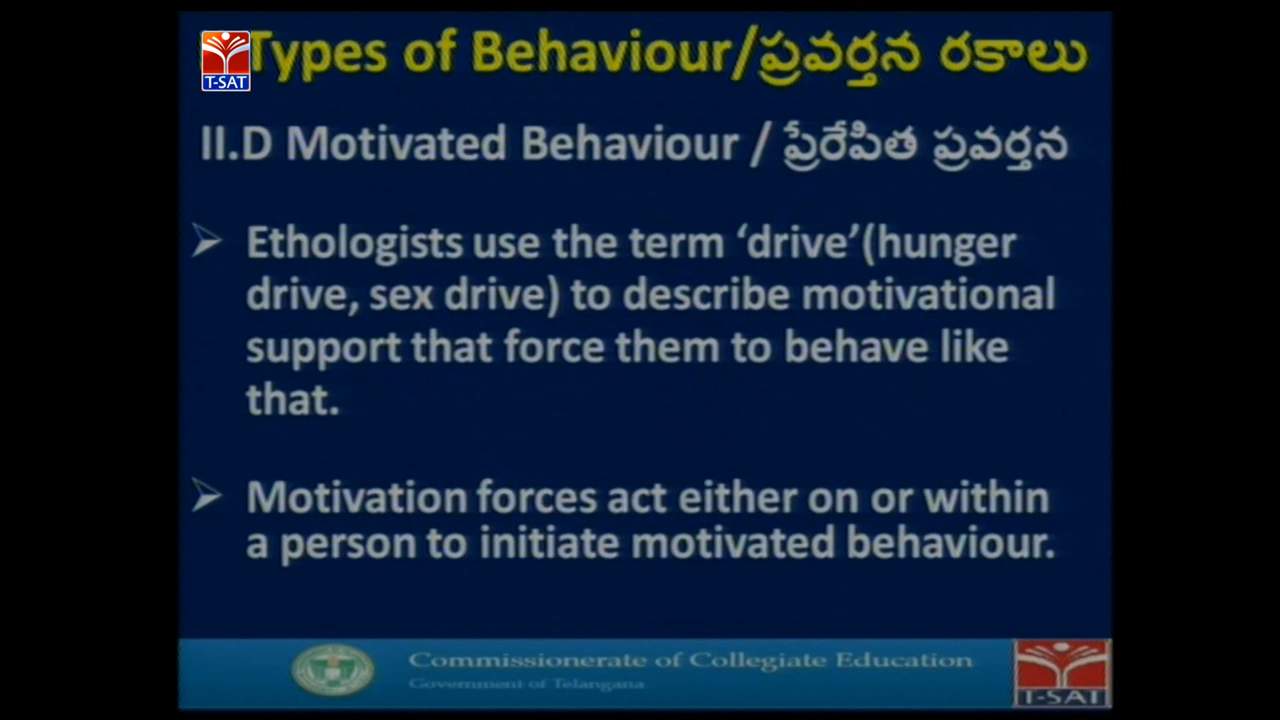 T-SAT
Types of Behaviour/ప్రవర్తన రకాలు
II.D Motivated Behaviour / ప్రేరేపిత ప్రవర్తన
➢ Ethologists use the term ‘drive’(hunger
drive, sex drive) to describe motivational
support that force them to behave like
that.
➢ Motivation forces act either on or within
a person to initiate motivated behaviour.
Commissionerate of Collegiate Education
Government of Telangana
T-SAT